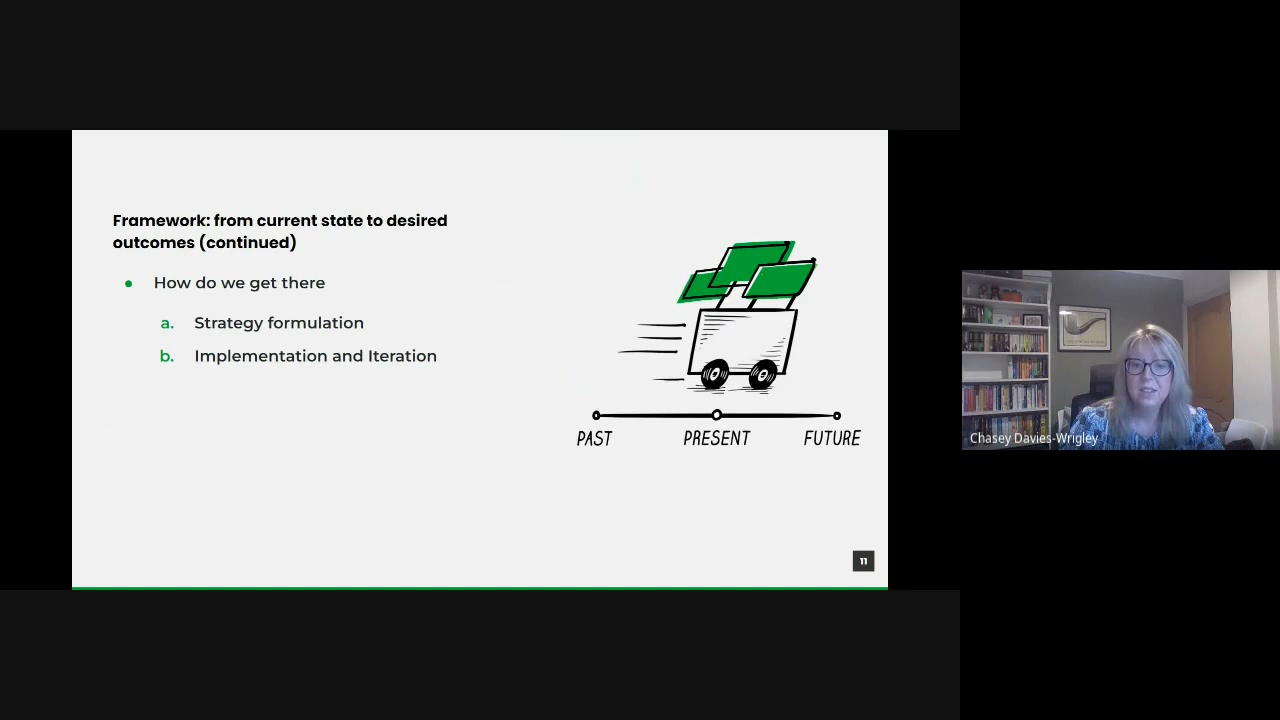 Framework: from current state to desired
outcomes (continued)
● How do we get there
a. Strategy formulation
b. Implementation and Iteration
PAST PRESENT FUTURE
11
Chasey Davies-Wrigley